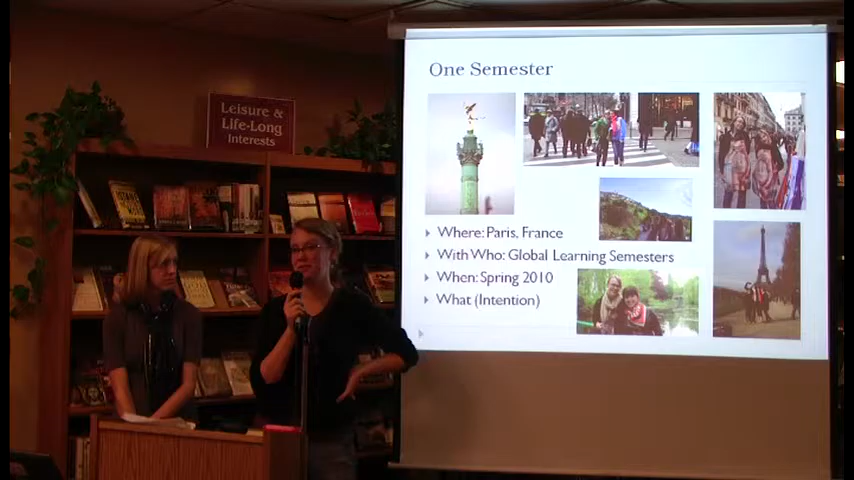 Leisure &
Life-Long
Interests
One Semester
Where: Paris, France
With Who: Global Learning Semesters
When: Spring 2010
What (Intention)